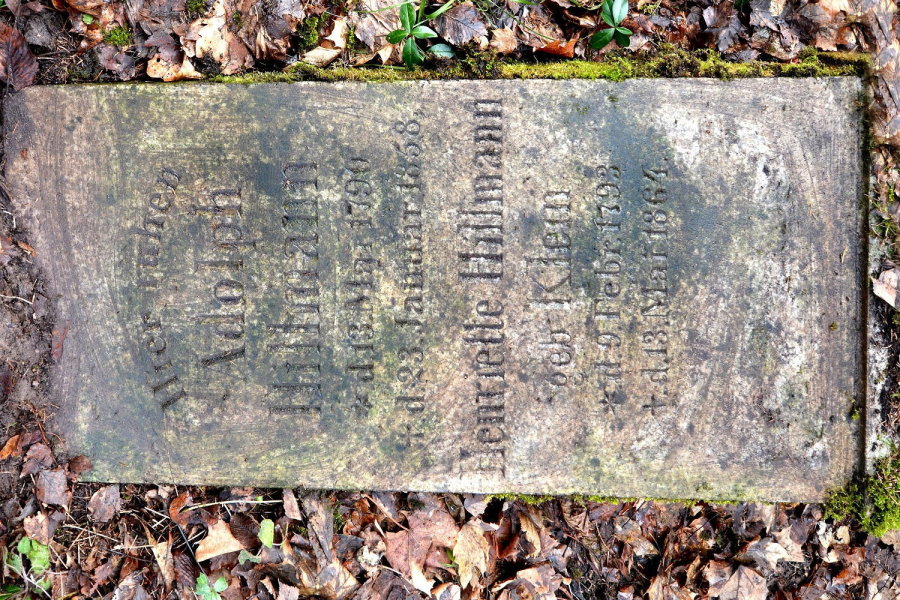 Hier ruhen
Adolph
Hillmann
* d.13.Mai 1790
† d.23.Januar 1858,
Henriette Hillmann
geb. Klein
* d.9.Febr.1793
† d.13.Mai 1864.